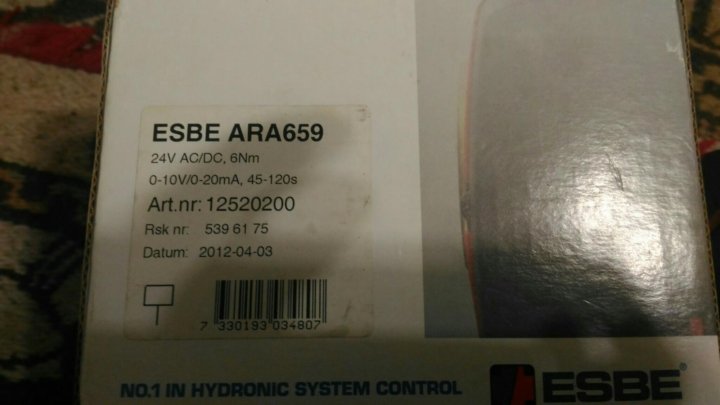 ESBE ARA659
24V AC/DC, 6Nm
0-10V/0-20mA, 45-120s
Art.nr: 12520200
Rsk nr: 539 61 75
Datum: 2012-04-03
7 330193 034807
NO.1 IN HYDRONIC SYSTEM CONTROL
ESBE®